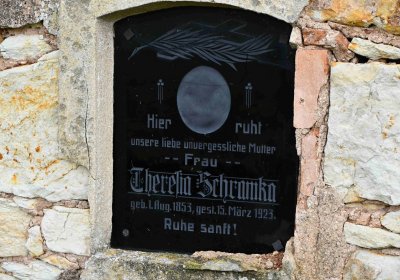 Hier ruht
unsere liebe unvergessliche Mutter
-- Frau --
Theresia Schramka
geb. 1. Aug. 1853, gest. 15. März 1923.
Ruhe sanft!